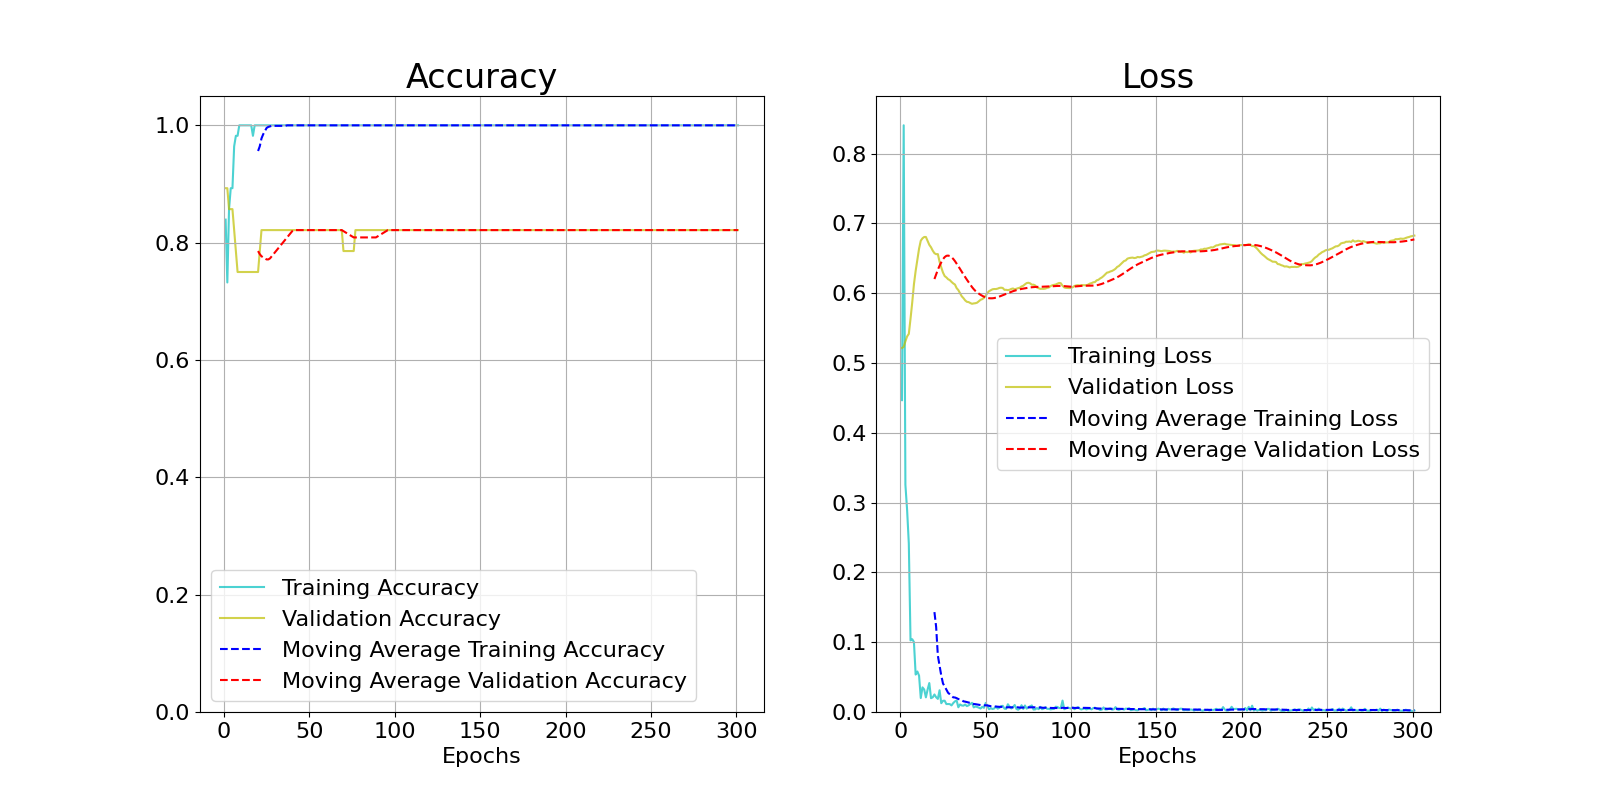 Accuracy
1.0
0.8
0.6
0.4
0.2
0.0
Training Accuracy
Validation Accuracy
Moving Average Training Accuracy
Moving Average Validation Accuracy
0 50 100 150 200 250 300
Epochs
Loss
0.8
0.7
0.6
0.5
0.4
0.3
0.2
0.1
0.0
Training Loss
Validation Loss
Moving Average Training Loss
Moving Average Validation Loss
0 50 100 150 200 250 300
Epochs